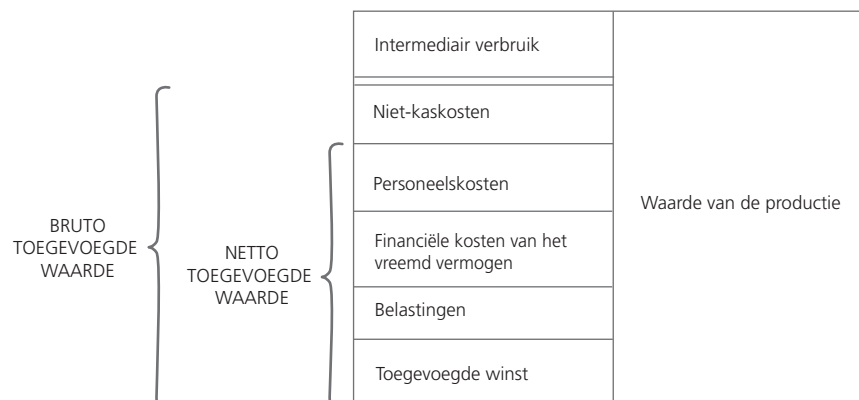 Intermediair verbruik
Niet-kaskosten
Personeelskosten
Waarde van de productie
BRUTO
TOEGEVOEGDE
WAARDE
NETTO
TOEGEVOEGDE
WAARDE
Financiële kosten van het
vreemd vermogen
Belastingen
Toegevoegde winst